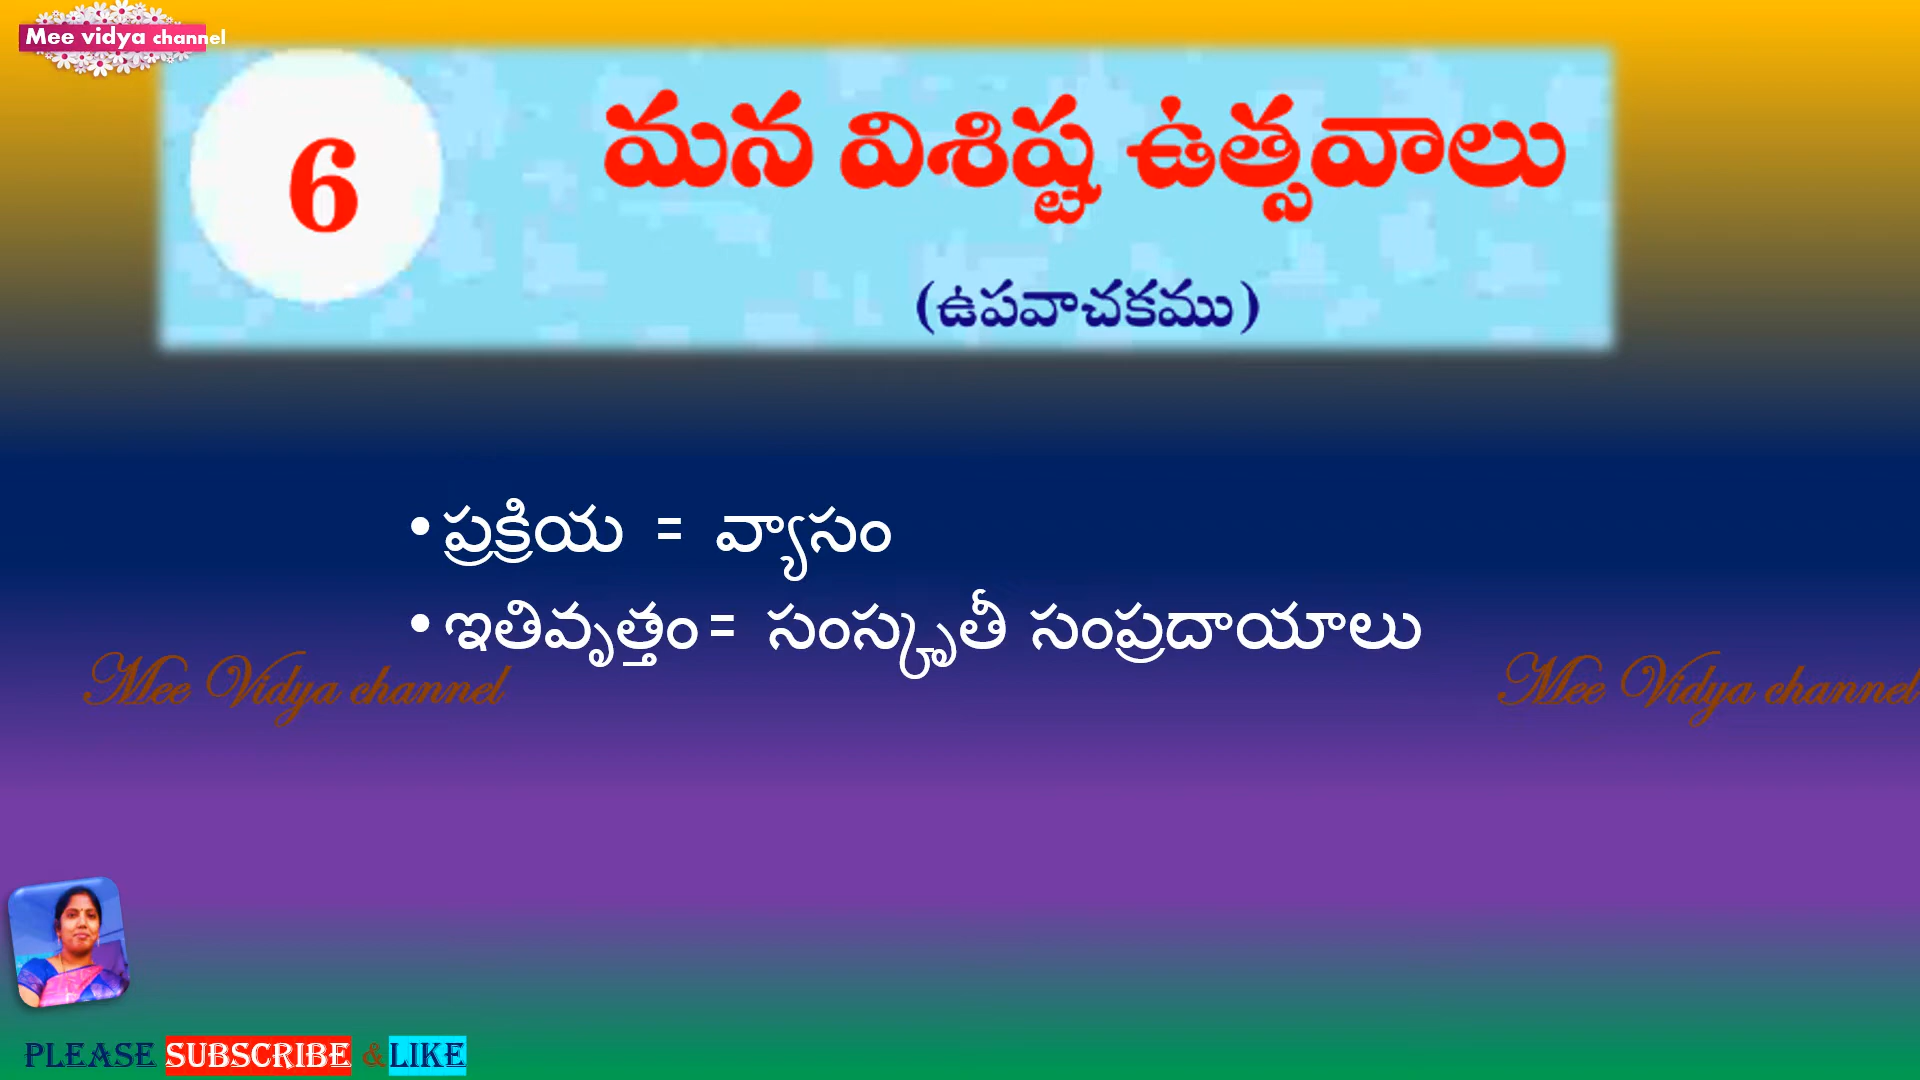 Mee vidya channel
6
మన విశిష్ట ఉత్సవాలు
(ఉపవాచకము)
• ప్రక్రియ = వ్యాసం
• ఇతివృత్తం= సంస్కృతీ సంప్రదాయాలు
Mee Vidya channel
Mee Vidya channel
PLEASE SUBSCRIBE & LIKE